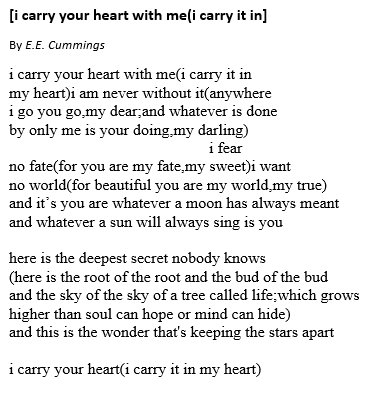 [i carry your heart with me(i carry it in]
By E.E. Cummings
i carry your heart with me(i carry it in
my heart)i am never without it(anywhere
i go you go,my dear;and whatever is done
by only me is your doing,my darling)
i fear
no fate(for you are my fate,my sweet)i want
no world(for beautiful you are my world,my true)
and it’s you are whatever a moon has always meant
and whatever a sun will always sing is you

here is the deepest secret nobody knows
(here is the root of the root and the bud of the bud
and the sky of the sky of a tree called life;which grows
higher than soul can hope or mind can hide)
and this is the wonder that's keeping the stars apart

i carry your heart(i carry it in my heart)